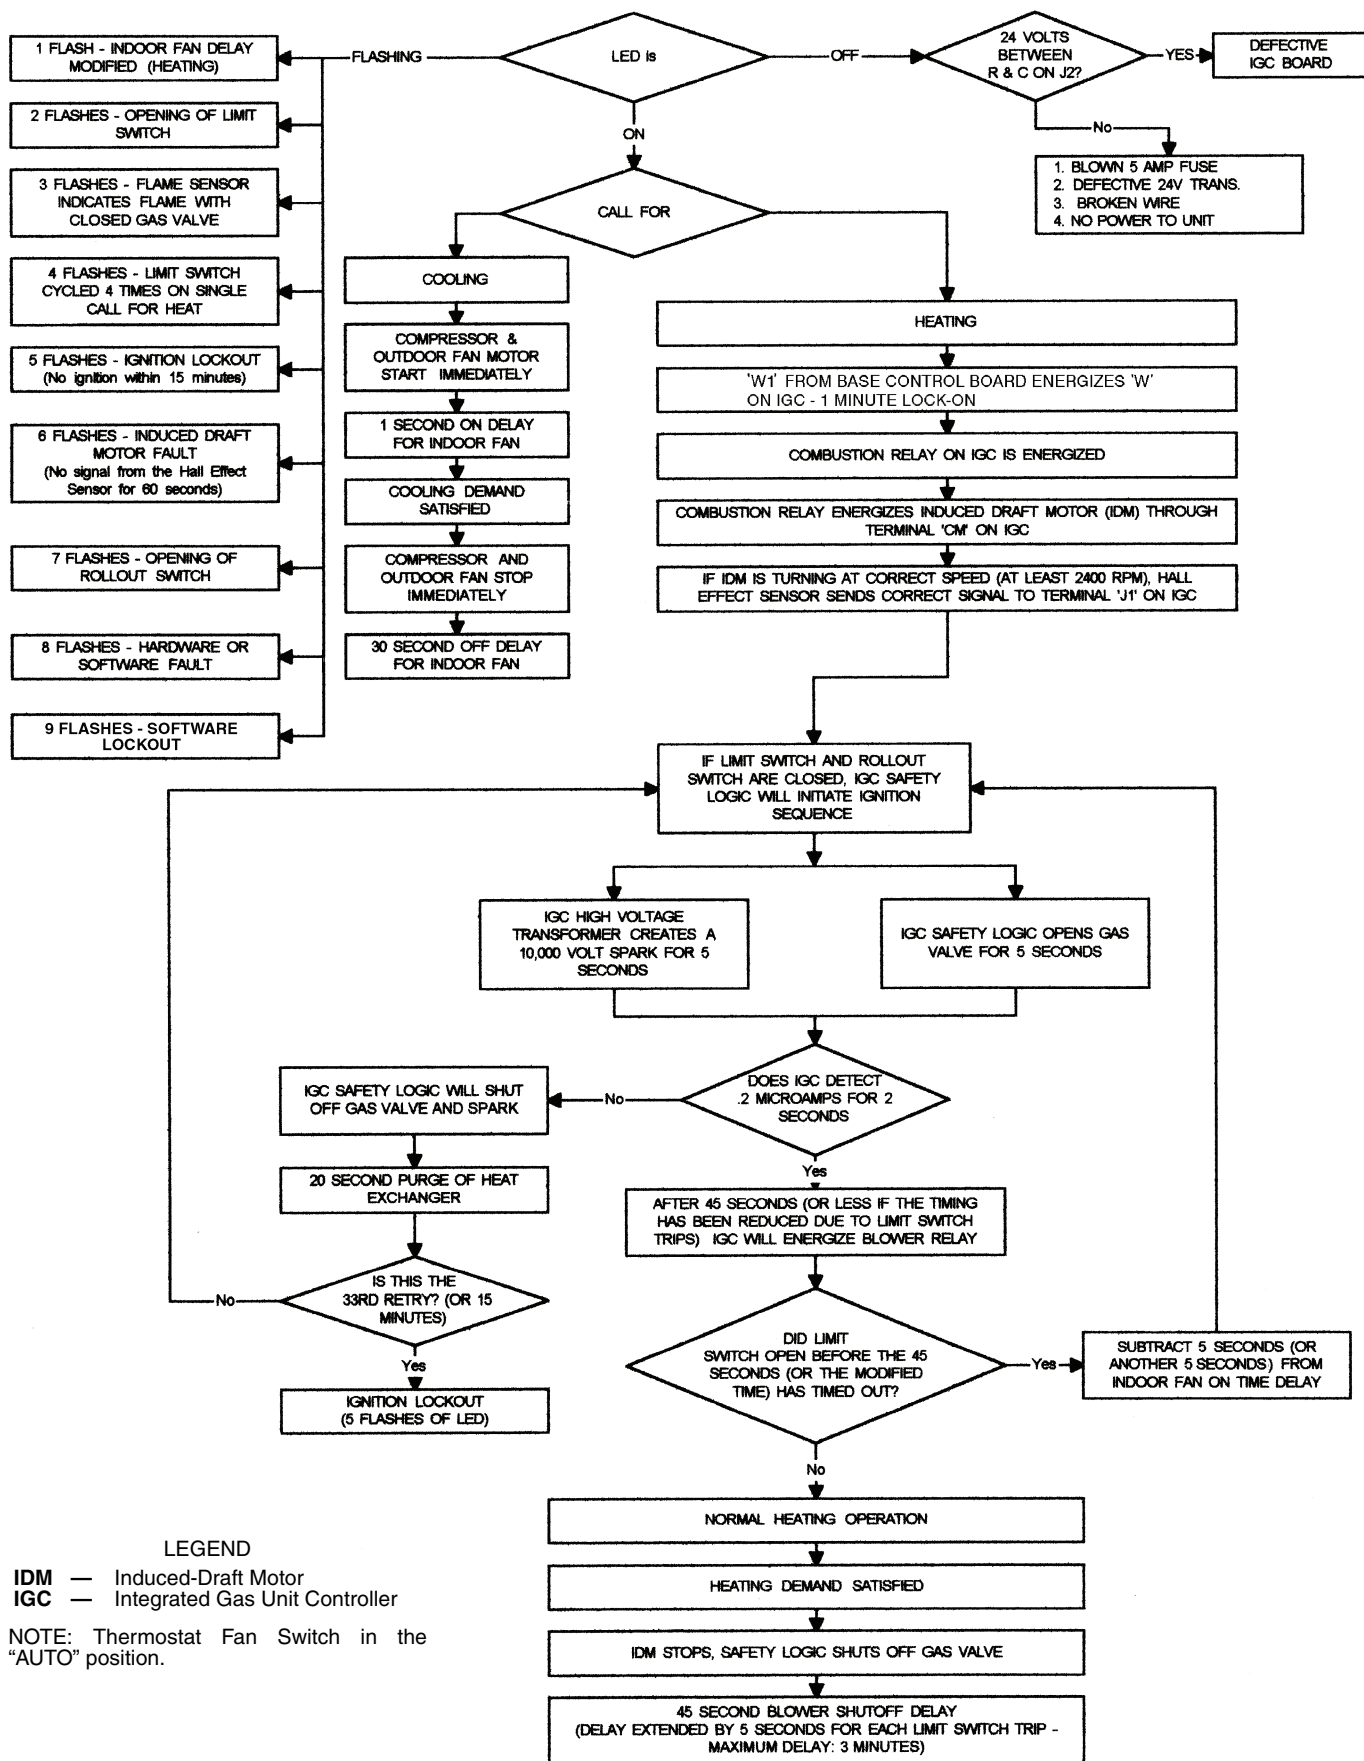 1 FLASH - INDOOR FAN DELAY
MODIFIED (HEATING)
2 FLASHES - OPENING OF LIMIT
SWITCH
3 FLASHES - FLAME SENSOR
INDICATES FLAME WITH
CLOSED GAS VALVE
4 FLASHES - LIMIT SWITCH
CYCLED 4 TIMES ON SINGLE
CALL FOR HEAT
5 FLASHES - IGNITION LOCKOUT
(No ignition within 15 minutes)
6 FLASHES - INDUCED DRAFT
MOTOR FAULT
(No signal from the Hall Effect
Sensor for 60 seconds)
7 FLASHES - OPENING OF
ROLLOUT SWITCH
8 FLASHES - HARDWARE OR
SOFTWARE FAULT
9 FLASHES - SOFTWARE
LOCKOUT
FLASHING
LED is
OFF
24 VOLTS
BETWEEN
R & C ON J2?
YES
DEFECTIVE
IGC BOARD
No
1. BLOWN 5 AMP FUSE
2. DEFECTIVE 24V TRANS.
3. BROKEN WIRE
4. NO POWER TO UNIT
ON
CALL FOR
COOLING
COMPRESSOR &
OUTDOOR FAN MOTOR
START IMMEDIATELY
1 SECOND ON DELAY
FOR INDOOR FAN
COOLING DEMAND
SATISFIED
COMPRESSOR AND
OUTDOOR FAN STOP
IMMEDIATELY
30 SECOND OFF DELAY
FOR INDOOR FAN
HEATING
'W1' FROM BASE CONTROL BOARD ENERGIZES 'W'
ON IGC - 1 MINUTE LOCK-ON
COMBUSTION RELAY ON IGC IS ENERGIZED
COMBUSTION RELAY ENERGIZES INDUCED DRAFT MOTOR (IDM) THROUGH
TERMINAL 'CM' ON IGC
IF IDM IS TURNING AT CORRECT SPEED (AT LEAST 2400 RPM), HALL
EFFECT SENSOR SENDS CORRECT SIGNAL TO TERMINAL 'J1' ON IGC
IF LIMIT SWITCH AND ROLLOUT
SWITCH ARE CLOSED, IGC SAFETY
LOGIC WILL INITIATE IGNITION
SEQUENCE
IGC HIGH VOLTAGE
TRANSFORMER CREATES A
10,000 VOLT SPARK FOR 5
SECONDS
IGC SAFETY LOGIC OPENS GAS
VALVE FOR 5 SECONDS
DOES IGC DETECT
.2 MICROAMPS FOR 2
SECONDS
No
IGC SAFETY LOGIC WILL SHUT
OFF GAS VALVE AND SPARK
20 SECOND PURGE OF HEAT
EXCHANGER
IS THIS THE
33RD RETRY? (OR 15
MINUTES)
No
Yes
IGNITION LOCKOUT
(5 FLASHES OF LED)
Yes
AFTER 45 SECONDS (OR LESS IF THE TIMING
HAS BEEN REDUCED DUE TO LIMIT SWITCH
TRIPS) IGC WILL ENERGIZE BLOWER RELAY
DID LIMIT
SWITCH OPEN BEFORE THE 45
SECONDS (OR THE MODIFIED
TIME) HAS TIMED OUT?
Yes
SUBTRACT 5 SECONDS (OR
ANOTHER 5 SECONDS) FROM
INDOOR FAN ON TIME DELAY
No
NORMAL HEATING OPERATION
HEATING DEMAND SATISFIED
IDM STOPS, SAFETY LOGIC SHUTS OFF GAS VALVE
45 SECOND BLOWER SHUTOFF DELAY
(DELAY EXTENDED BY 5 SECONDS FOR EACH LIMIT SWITCH TRIP -
MAXIMUM DELAY: 3 MINUTES)
LEGEND
IDM — Induced-Draft Motor
IGC — Integrated Gas Unit Controller
NOTE: Thermostat Fan Switch in the
“AUTO” position.